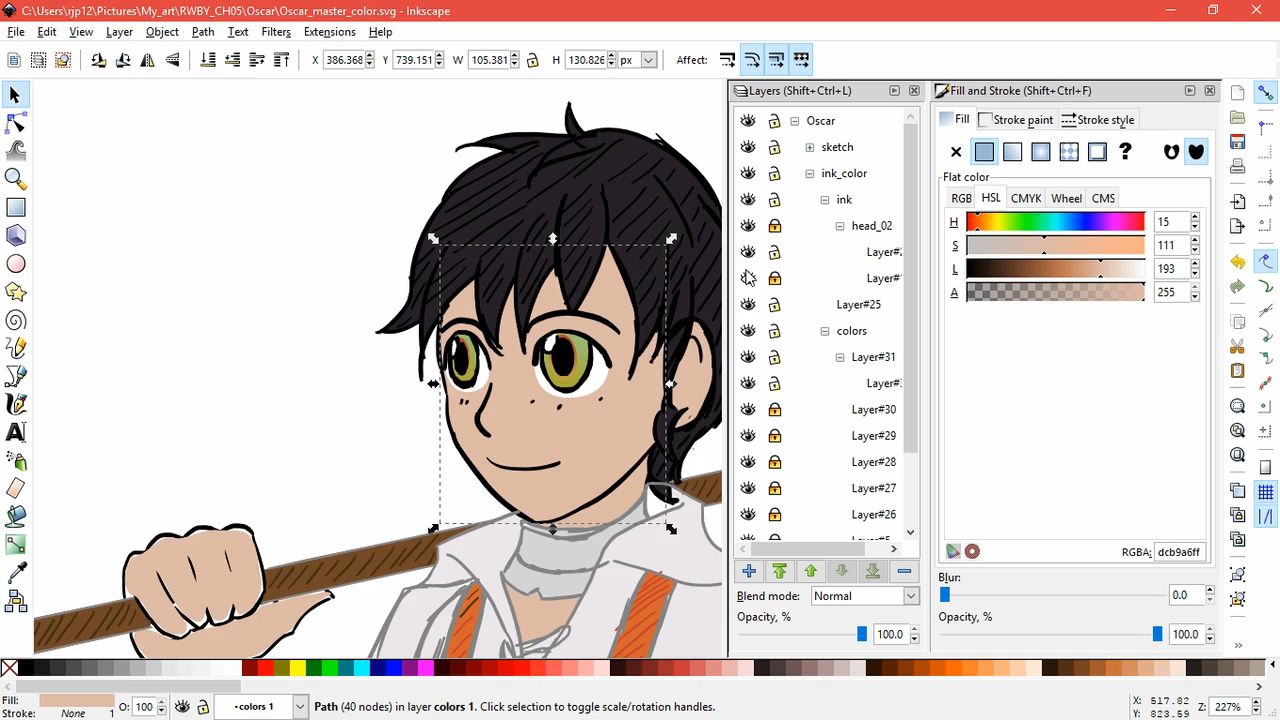 C:\Users\rjp12\Pictures\My_art\RWBY_CH05\Oscar\Oscar_master_color.svg - Inkscape
File Edit View Layer Object Path Text Filters Extensions Help
X 386.368 Y 739.151 W 105.381 H 130.826 px Affect:
Layers (Shift+Ctrl+L)
Oscar
sketch
ink_color
ink
head_02
Layer#
Layer#
Layer#25
colors
Layer#31
Layer#
Layer#30
Layer#29
Layer#28
Layer#27
Layer#26
Blend mode: Normal
Opacity, %
100.0
Fill and Stroke (Shift+Ctrl+F)
Fill Stroke paint Stroke style
Flat color
RGB HSL CMYK Wheel CMS
H 15
S 111
L 193
A 255
RGBA: dcb9a6ff
Blur:
0.0
Opacity, %
100.0
Fill:
Stroke: None 1
O: 100
•colors 1
Path (40 nodes) in layer colors 1. Click selection to toggle scale/rotation handles.
X: 517.82
Y: 823.59
Z: 227%